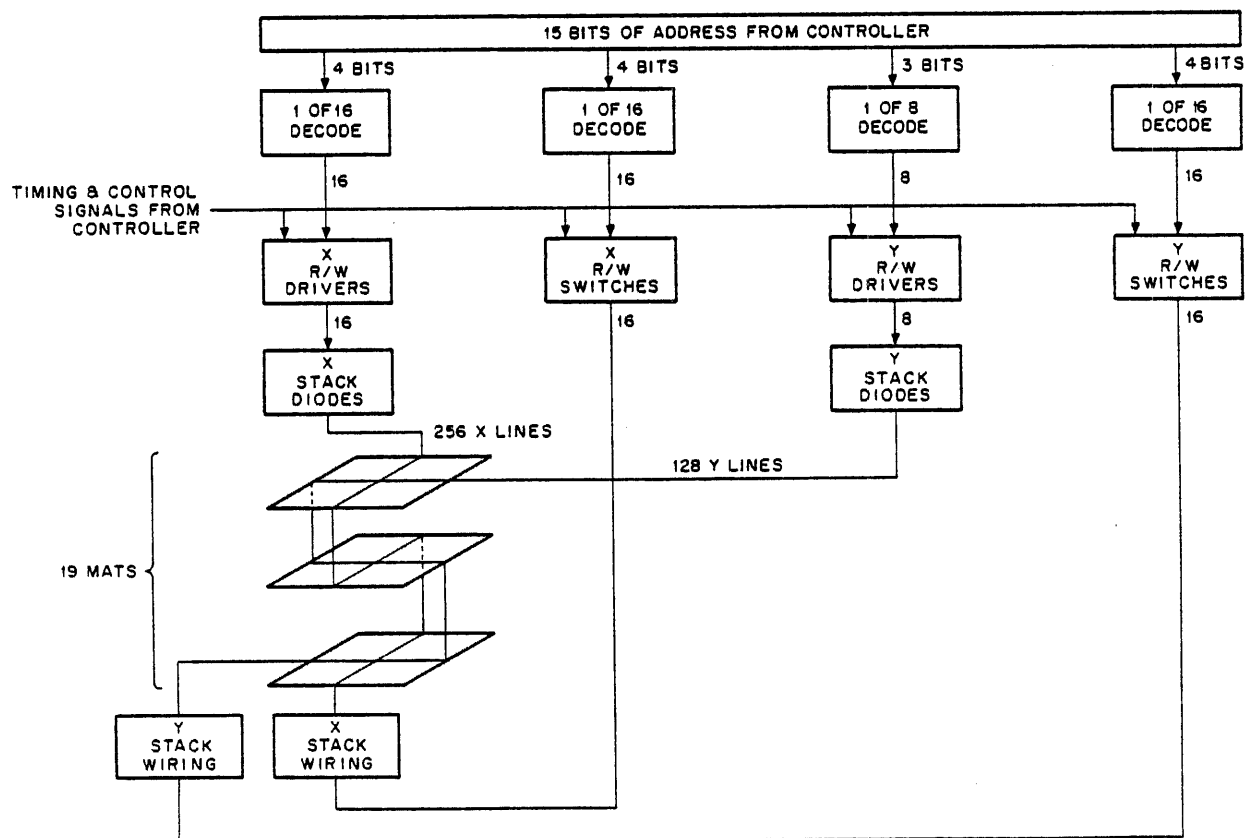 15 BITS OF ADDRESS FROM CONTROLLER
4 BITS
4 BITS
3 BITS
4 BITS
1 OF 16
DECODE
1 OF 16
DECODE
1 OF 8
DECODE
1 OF 16
DECODE
16
16
8
16
TIMING & CONTROL
SIGNALS FROM
CONTROLLER
X
R/W
DRIVERS
X
R/W
SWITCHES
Y
R/W
DRIVERS
Y
R/W
SWITCHES
16
16
8
16
X
STACK
DIODES
Y
STACK
DIODES
256 X LINES
128 Y LINES
19 MATS
Y
STACK
WIRING
X
STACK
WIRING